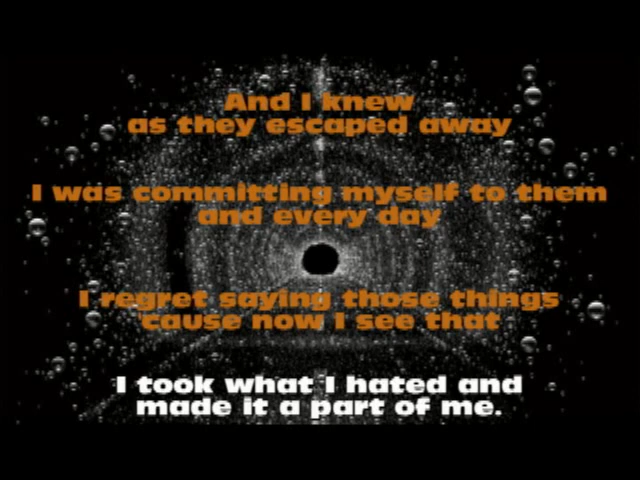 And I knew
as they escaped away
I was committing myself to them
and every day
I regret saying those things
'cause now I see that
I took what I hated and
made it a part of me.